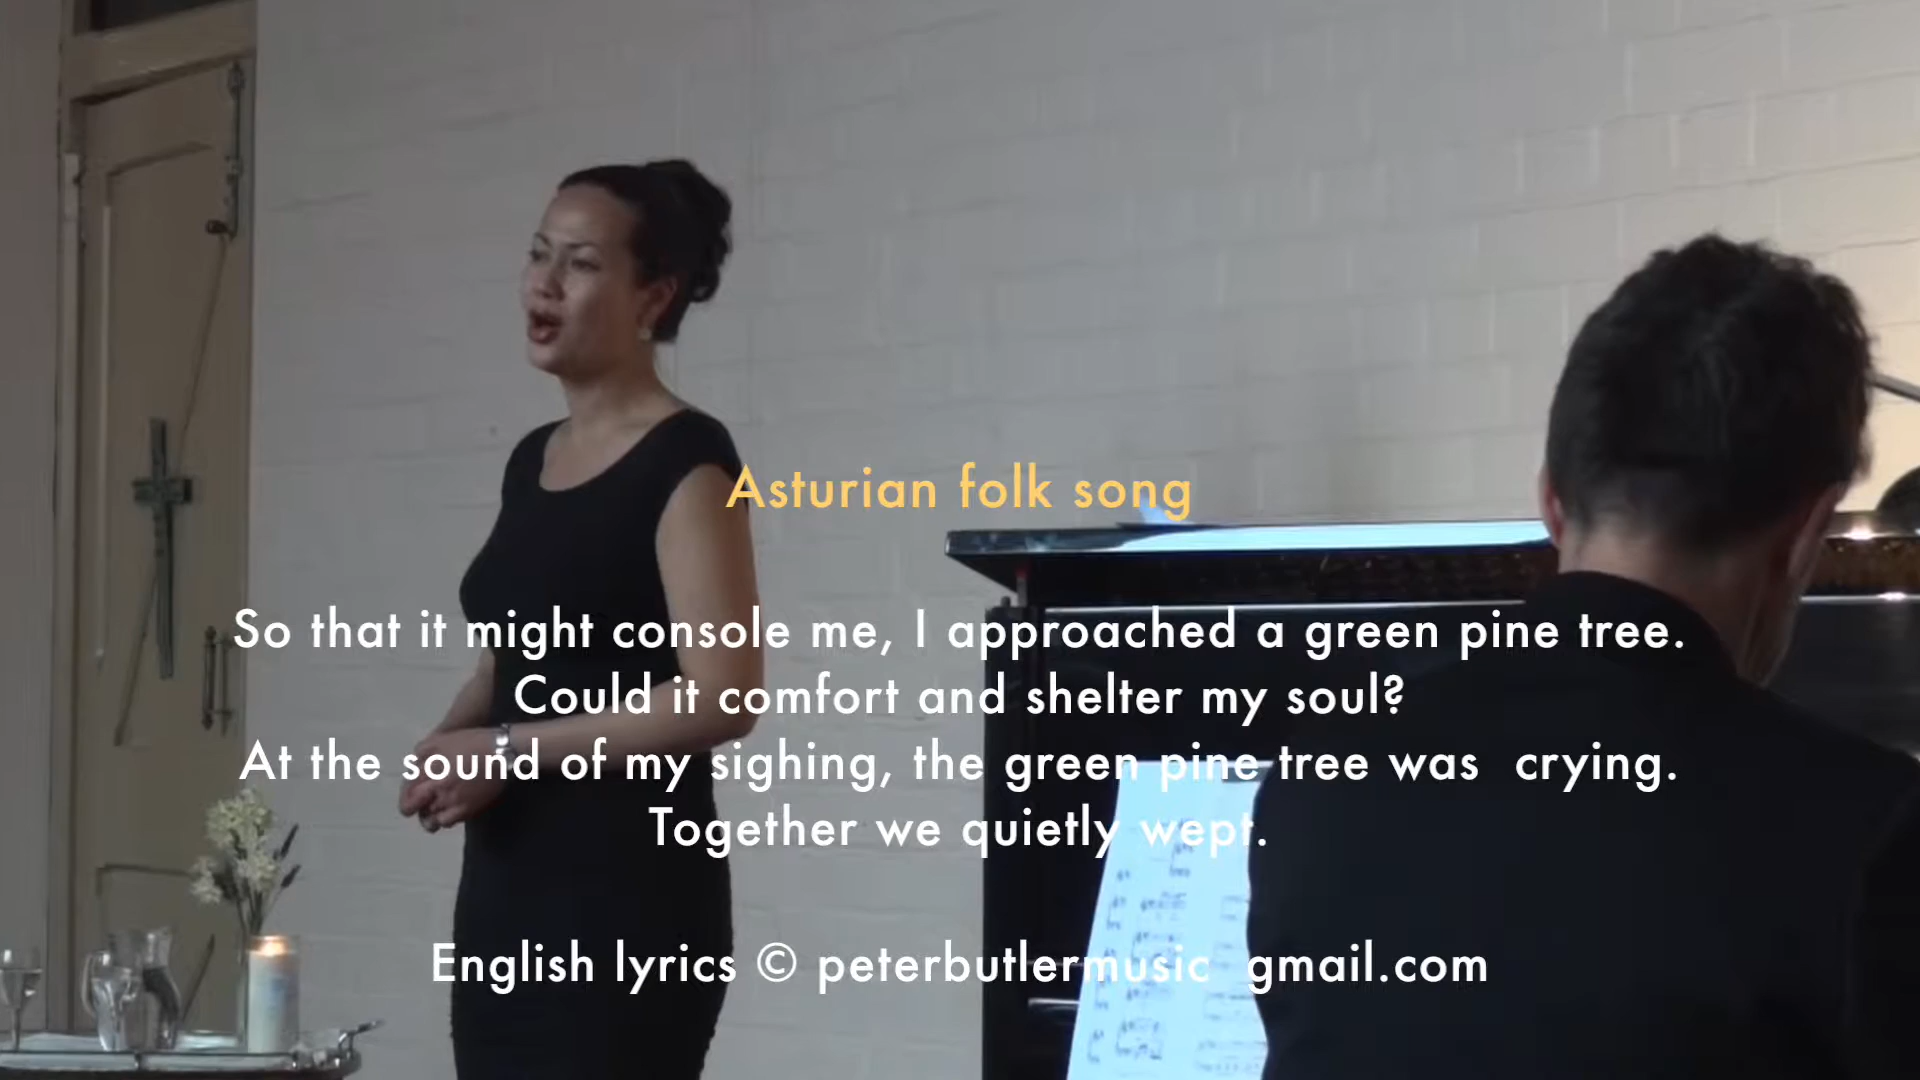 Asturian folk song
So that it might console me, I approached a green pine tree.
Could it comfort and shelter my soul?
At the sound of my sighing, the green pine tree was crying.
Together we quietly wept.
English lyrics © peterbutlermusic gmail.com